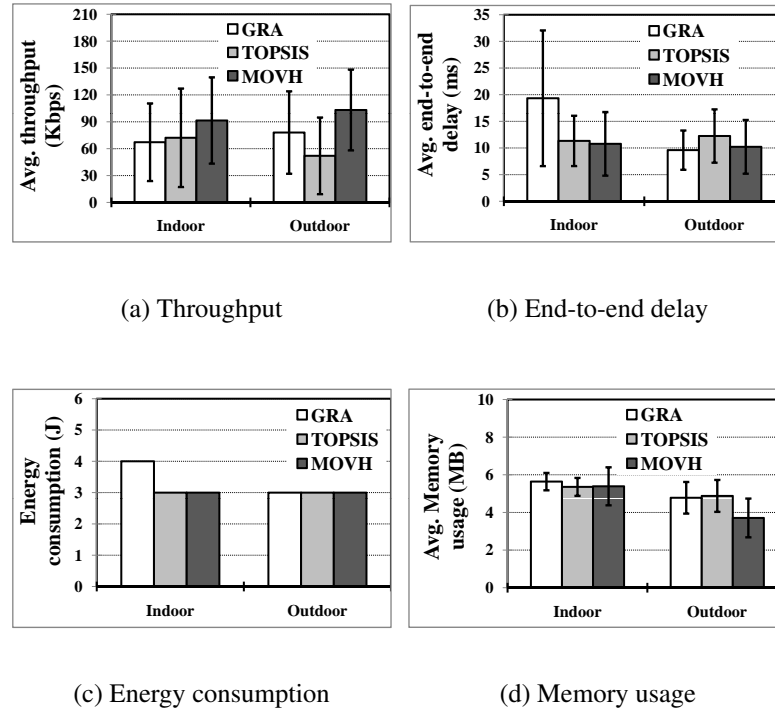 Avg. throughput
(Kbps)
210
180
150
120
90
60
30
0
GRA
TOPSIS
MOVH
Indoor
Outdoor
Avg. end-to-end
delay (ms)
35
30
25
20
15
10
5
0
GRA
TOPSIS
MOVH
Indoor
Outdoor
(a) Throughput
(b) End-to-end delay
Energy
consumption (J)
6
5
4
3
2
1
0
GRA
TOPSIS
MOVH
Indoor
Outdoor
Avg. Memory
usage (MB)
10
8
6
4
2
0
GRA
TOPSIS
MOVH
Indoor
Outdoor
(c) Energy consumption
(d) Memory usage